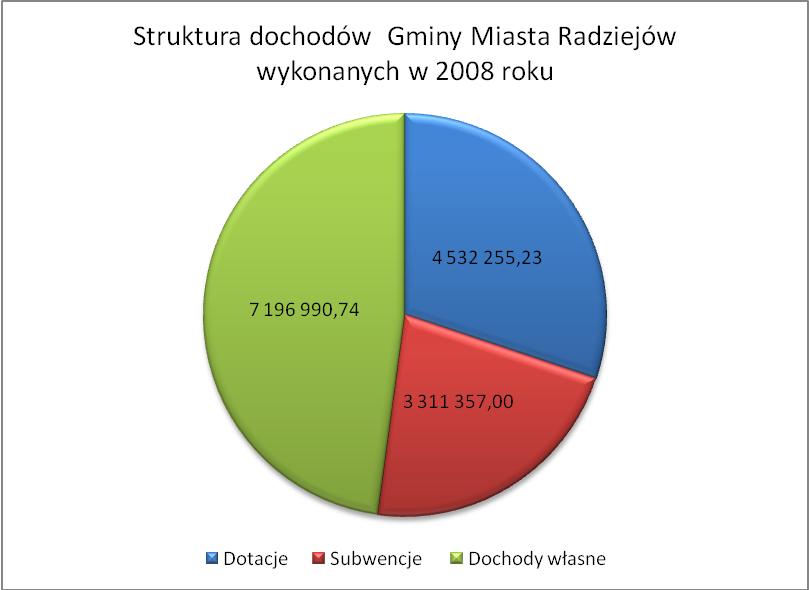 Struktura dochodów Gminy Miasta Radziejów
wykonanych w 2008 roku
4 532 255,23
7 196 990,74
3 311 357,00
Dotacje Subwencje Dochody własne